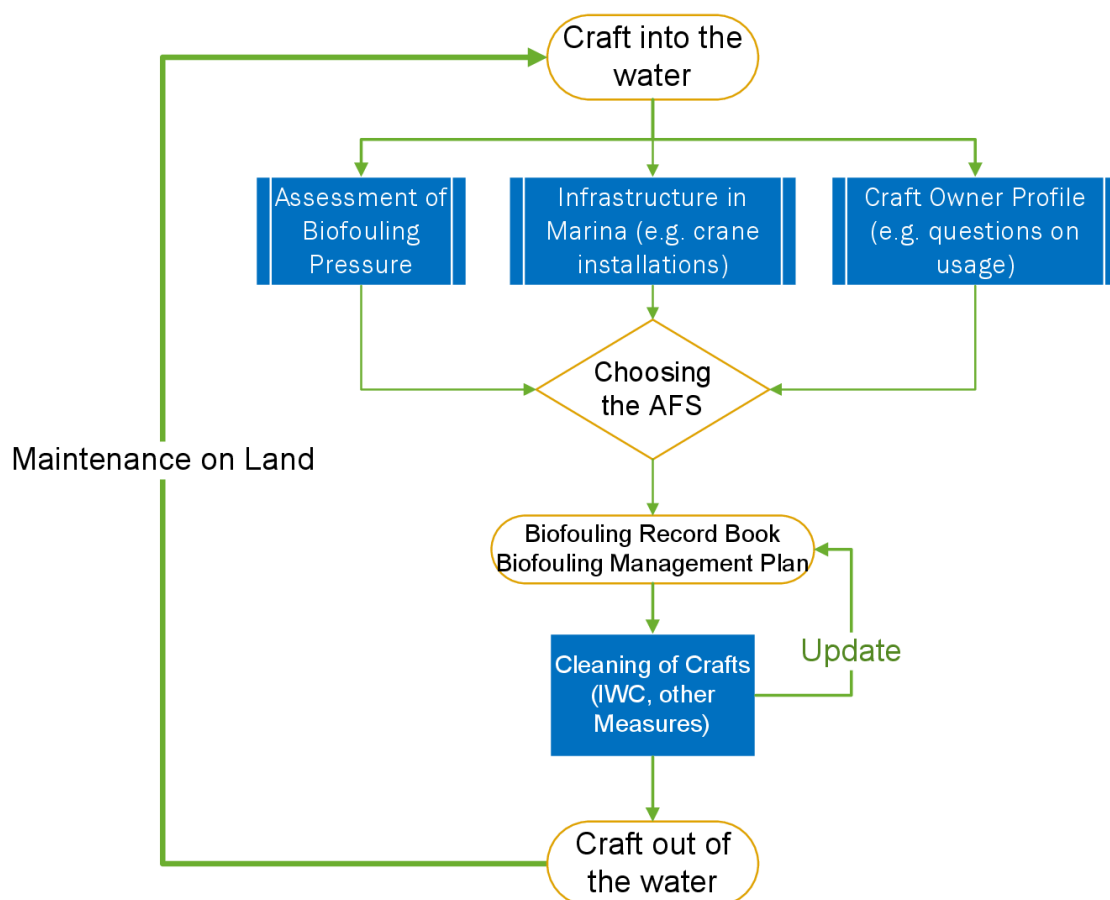 Craft into the
water
Assessment of
Biofouling
Pressure
Infrastructure in
Marina (e.g. crane
installations)
Craft Owner Profile
(e.g. questions on
usage)
Choosing
the AFS
Maintenance on Land
Biofouling Record Book
Biofouling Management Plan
Update
Cleaning of Crafts
(IWC, other
Measures)
Craft out of
the water